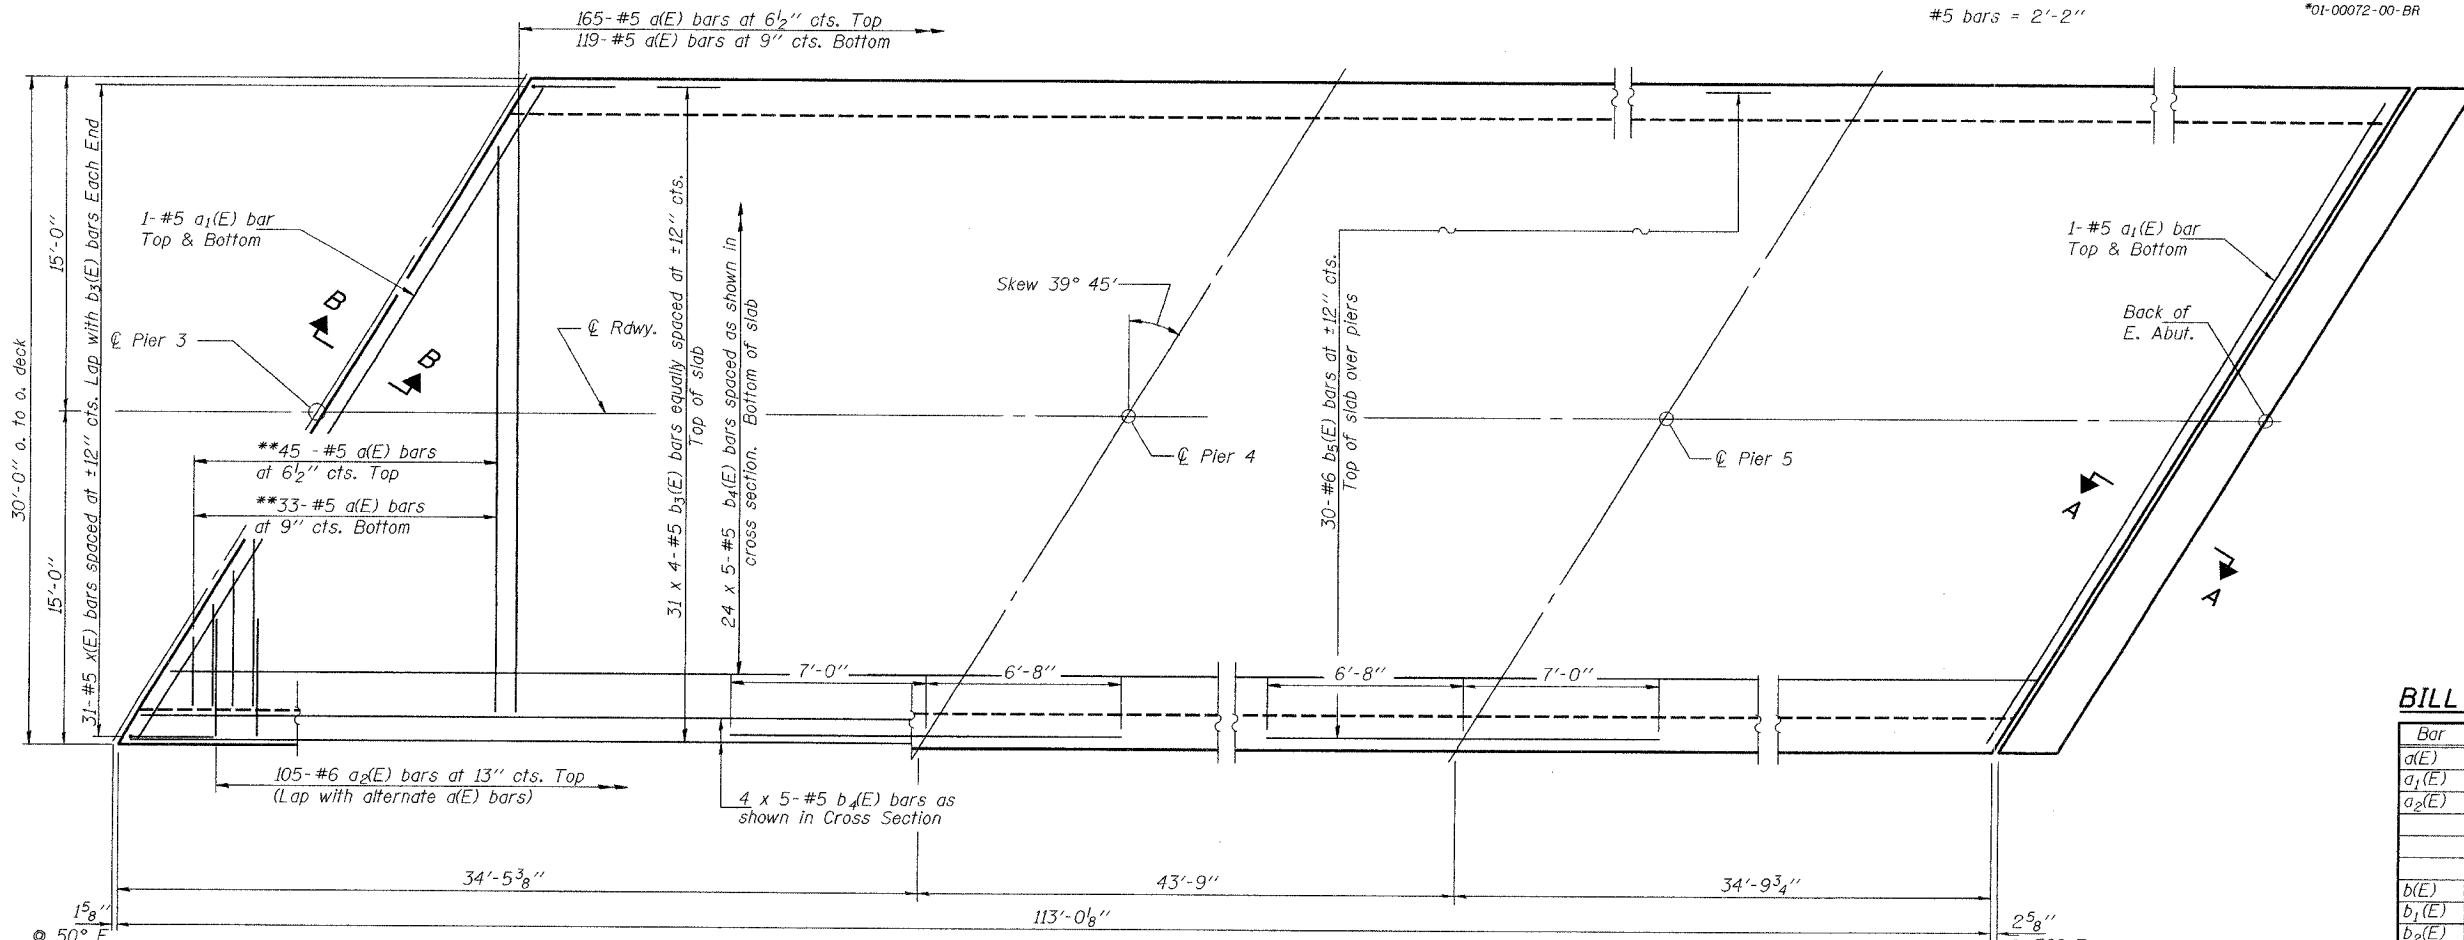 165-#5 a(E) bars at 6½" cts. Top
119-#5 a(E) bars at 9" cts. Bottom
#5 bars = 2'-2"
*01-00072-00-BR
30'-0" o. to o. deck
15'-0"
15'-0"
31-#5 x(E) bars spaced at ±12" cts. Lap with b3(E) bars Each End
1-#5 a1(E) bar
Top & Bottom
B
B
℄ Pier 3
℄ Rdwy.
**45 -#5 a(E) bars
at 6½" cts. Top
**33-#5 a(E) bars
at 9" cts. Bottom
31 x 4-#5 b3(E) bars equally spaced at ±12" cts.
Top of slab
24 x 5-#5 b4(E) bars spaced as shown in
cross section. Bottom of slab
Skew 39° 45'
℄ Pier 4
30-#6 b5(E) bars at ±12" cts.
Top of slab over piers
℄ Pier 5
1-#5 a1(E) bar
Top & Bottom
Back of
E. Abut.
A
A
7'-0"
6'-8"
6'-8"
7'-0"
105-#6 a2(E) bars at 13" cts. Top
(Lap with alternate a(E) bars)
4 x 5-#5 b4(E) bars as
shown in Cross Section
34'-5⅜"
43'-9"
34'-9¾"
1⅝"
@ 50° F
113'-0⅛"
2⅝"
BILL
Bar
a(E)
a1(E)
a2(E)
b(E)
b1(E)
b2(E)